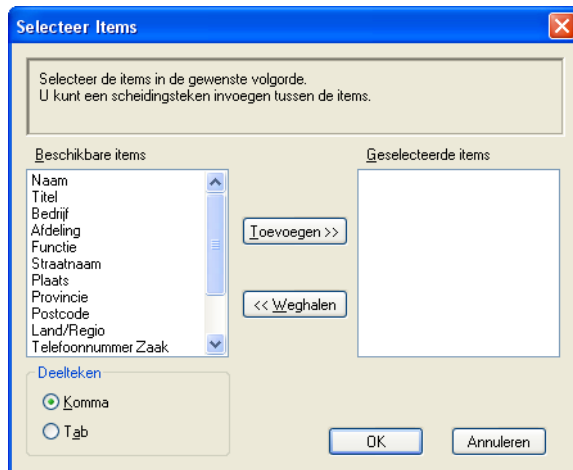 Selecteer Items
Selecteer de items in de gewenste volgorde.
U kunt een scheidingsteken invoegen tussen de items.
Beschikbare items
Geselecteerde items
Naam
Titel
Bedrijf
Afdeling
Functie
Straatnaam
Plaats
Provincie
Postcode
Land/Regio
Telefoonnummer Zaak
Toevoegen >>
<< Weghalen
Deelteken
Komma
Tab
OK
Annuleren